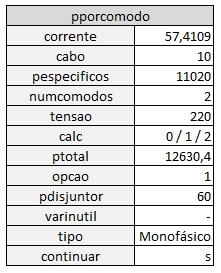 pporcomodo
corrente 57,4109
cabo 10
pespecificos 11020
numcomodos 2
tensao 220
calc 0 / 1 / 2
ptotal 12630,4
opcao 1
pdisjuntor 60
varinutil -
tipo Monofásico
continuar s